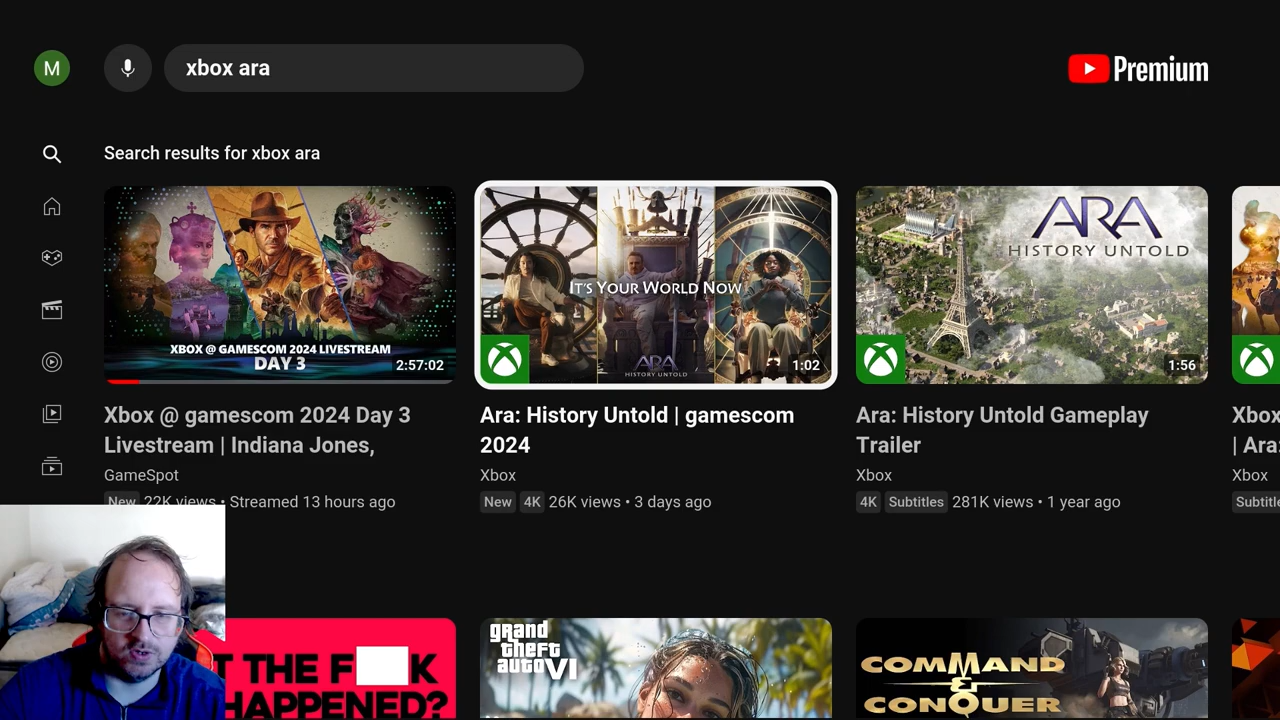 M
xbox ara
Premium
Search results for xbox ara
XBOX @ GAMESCOM 2024 LIVESTREAM
DAY 3
2:57:02
Xbox @ gamescom 2024 Day 3
Livestream | Indiana Jones,
GameSpot
New 22K views • Streamed 13 hours ago
IT'S YOUR WORLD NOW
ARA
HISTORY UNTOLD
1:02
Ara: History Untold | gamescom
2024
Xbox
New 4K 26K views • 3 days ago
ARA
HISTORY UNTOLD
1:56
Ara: History Untold Gameplay
Trailer
Xbox
4K Subtitles 281K views • 1 year ago
Xbox
| Ara:
Xbox
T THE F K
HAPPENED?
grand
theft
auto VI
COMMAND
&
CONQUER